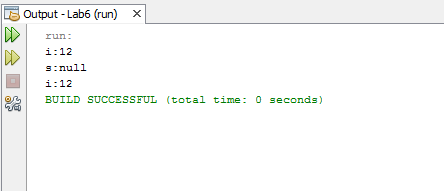 Output - Lab6 (run)
run:
i:12
s:null
i:12
BUILD SUCCESSFUL (total time: 0 seconds)